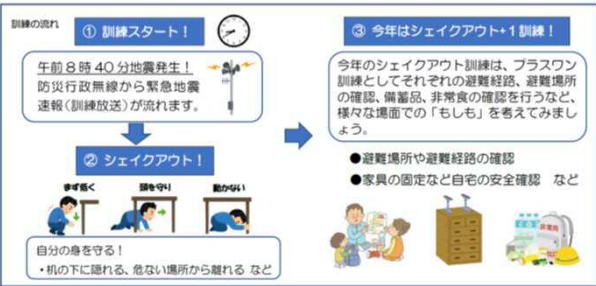 訓練の流れ
① 訓練スタート！
午前8時40分地震発生！
防災行政無線から緊急地震
速報（訓練放送）が流れます。
② シェイクアウト！
まず低く
頭を守り
動かない
自分の身を守る！
・机の下に隠れる、危ない場所から離れる など
③ 今年はシェイクアウト+1訓練！
今年のシェイクアウト訓練は、プラスワン
訓練としてそれぞれの避難経路、避難場所
の確認、備蓄品、非常食の確認を行うなど、
様々な場面での「もしも」を考えてみまし
ょう。
●避難場所や避難経路の確認
●家具の固定など自宅の安全確認 など
非常用